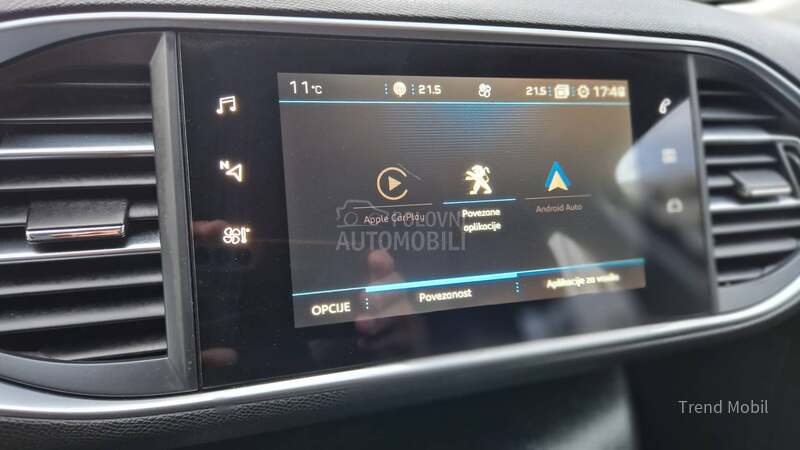 11°C 21.5 21.5 17:48
N
Apple CarPlay
Povezane
aplikacije
Android Auto
POLOVNI
AUTOMOBILI
OPCIJE Povezanost Aplikacije za vozilo
Trend Mobil